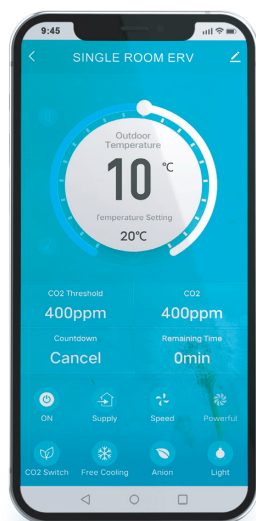 9:45
SINGLE ROOM ERV
Outdoor
Temperature
10 °C
Temperature Setting
20°C
CO2 Threshold
CO2
400ppm
400ppm
Countdown
Remaining Time
Cancel
0min
ON
Supply
Speed
Powerful
CO2 Switch
Free Cooling
Anion
Light